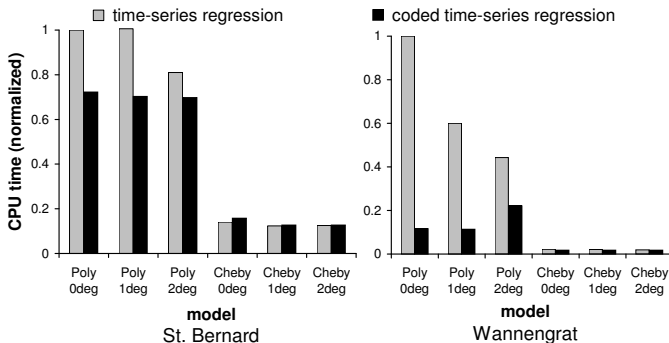 time-series regression
coded time-series regression
CPU time (normalized)
1
0.8
0.6
0.4
0.2
0
Poly 0deg
Poly 1deg
Poly 2deg
Cheby 0deg
Cheby 1deg
Cheby 2deg
model
St. Bernard
1
0.8
0.6
0.4
0.2
0
Poly 0deg
Poly 1deg
Poly 2deg
Cheby 0deg
Cheby 1deg
Cheby 2deg
model
Wannengrat